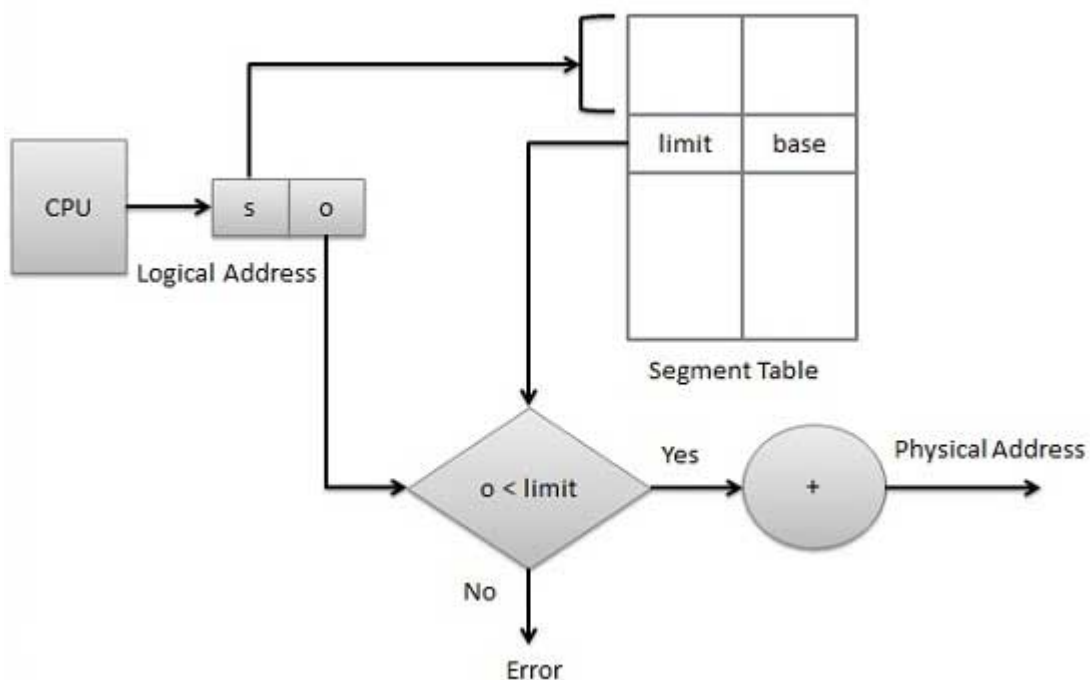 limit base
CPU
s o
Logical Address
Segment Table
Physical Address
Yes
o < limit
+
No
Error